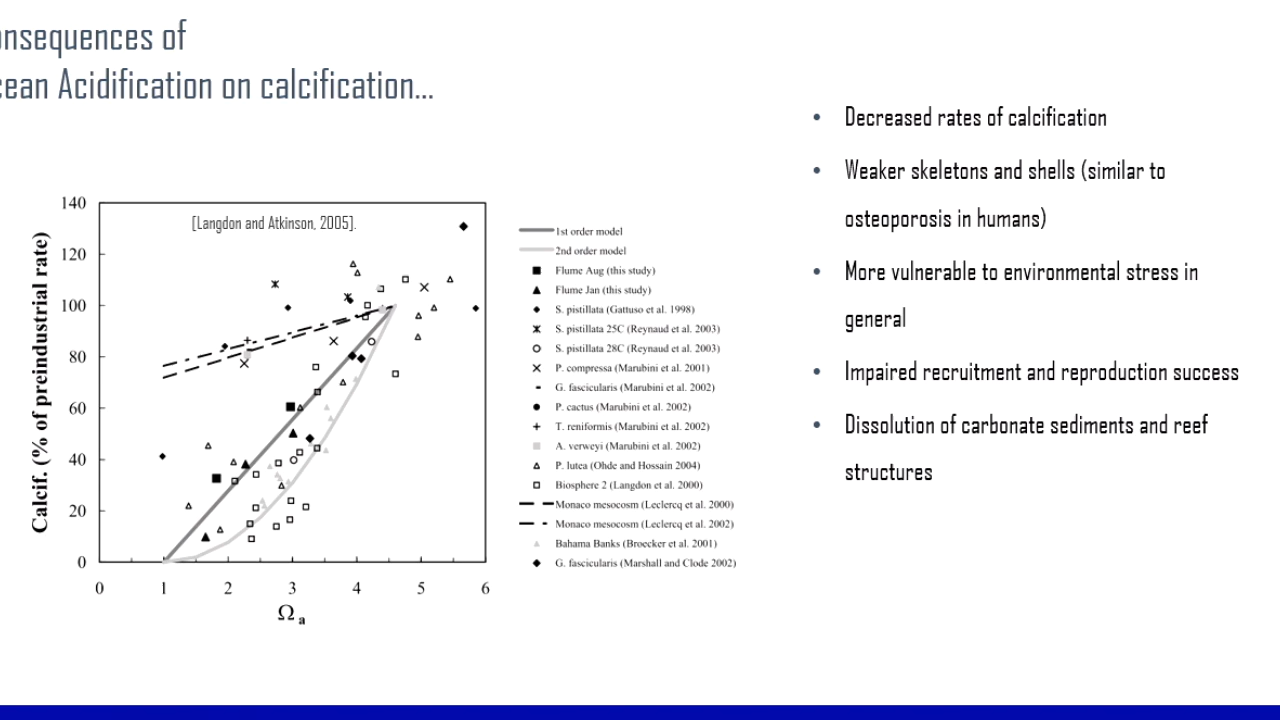 onsequences of
cean Acidification on calcification...
[Langdon and Atkinson, 2005].
Calcif. (% of preindustrial rate)
140
120
100
80
60
40
20
0
0 1 2 3 4 5 6
Ω a
1st order model
2nd order model
Flume Aug (this study)
Flume Jan (this study)
S. pistillata (Gattuso et al. 1998)
S. pistillata 25C (Reynaud et al. 2003)
S. pistillata 28C (Reynaud et al. 2003)
P. compressa (Marubini et al. 2001)
G. fascicularis (Marubini et al. 2002)
P. cactus (Marubini et al. 2002)
T. reniformis (Marubini et al. 2002)
A. verweyi (Marubini et al. 2002)
P. lutea (Ohde and Hossain 2004)
Biosphere 2 (Langdon et al. 2000)
Monaco mesocosm (Leclercq et al. 2000)
Monaco mesocosm (Leclercq et al. 2002)
Bahama Banks (Broecker et al. 2001)
G. fascicularis (Marshall and Clode 2002)
• Decreased rates of calcification
• Weaker skeletons and shells (similar to
osteoporosis in humans)
• More vulnerable to environmental stress in
general
• Impaired recruitment and reproduction success
• Dissolution of carbonate sediments and reef
structures